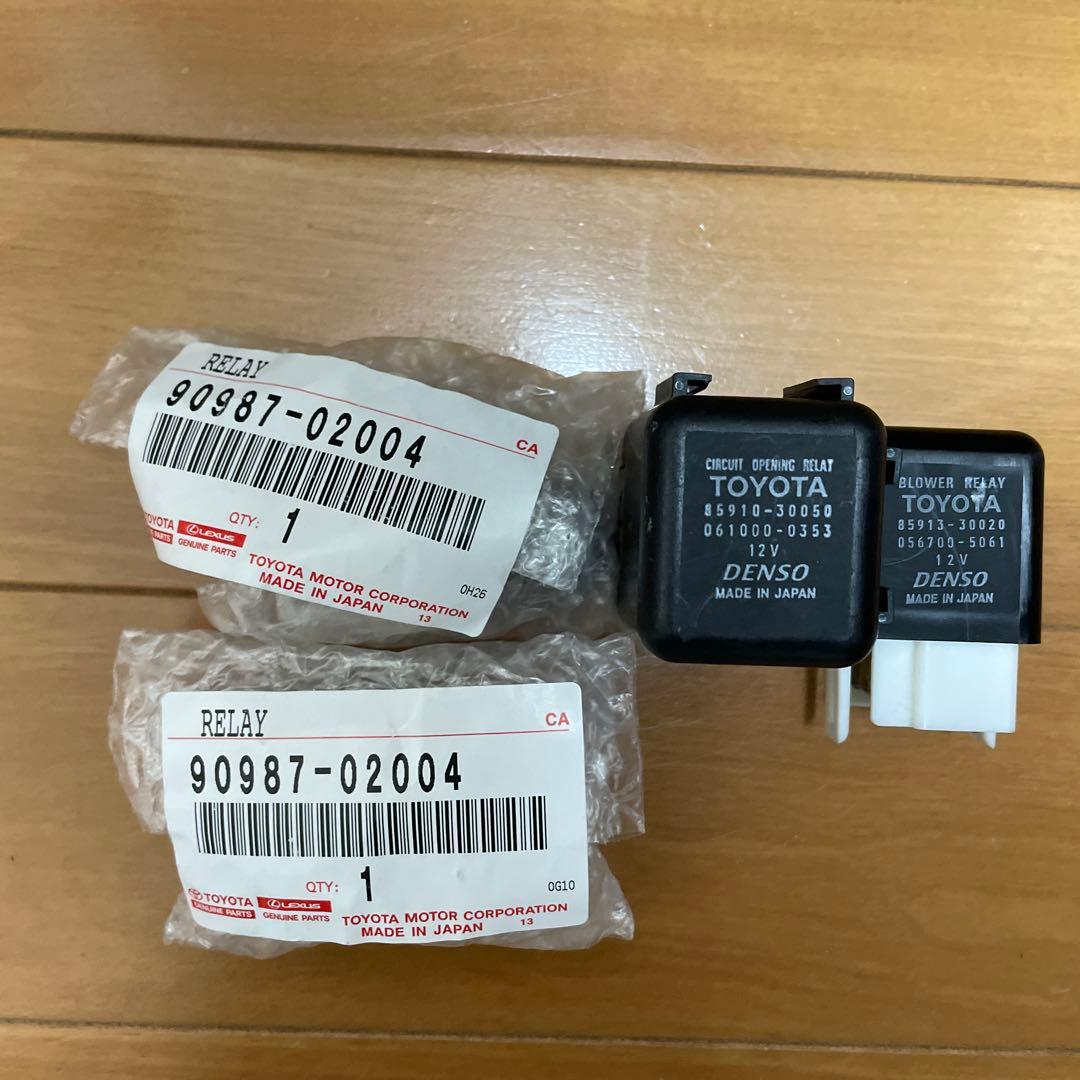 RELAY
90987-02004
CA
TOYOTA
LEXUS
PARTS
GENUINE PARTS
QTY: 1
TOYOTA MOTOR CORPORATION
MADE IN JAPAN
13
0H26
RELAY
CA
90987-02004
QTY: 1
0G10
TOYOTA
GENUINE PARTS
LEXUS
GENUINE PARTS
TOYOTA MOTOR CORPORATION
MADE IN JAPAN
13
CIRCUIT OPENING RELAY
TOYOTA
85910-30050
061000-0353
12V
DENSO
MADE IN JAPAN
BLOWER RELAY
TOYOTA
85913-30020
056700-5061
12V
DENSO
MADE IN JAPAN